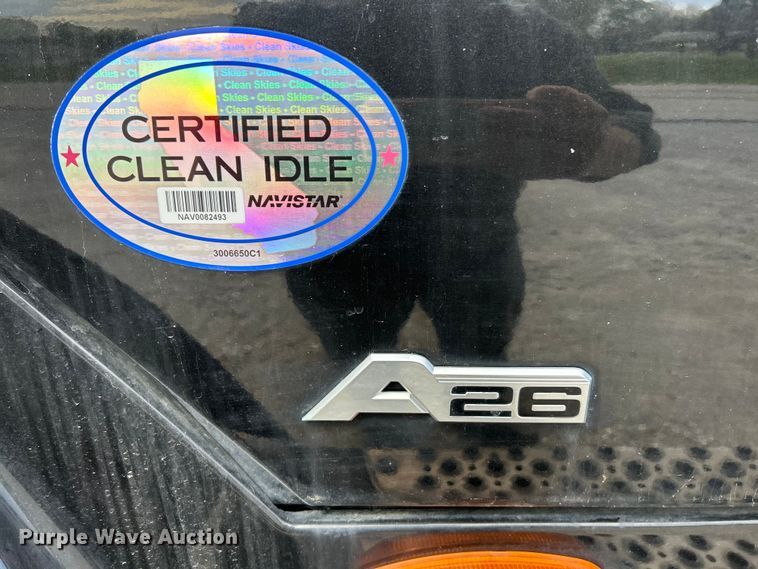 CERTIFIED
CLEAN IDLE
NAVISTAR
NAV0082493
3006650C1
A26
Purple Wave Auction